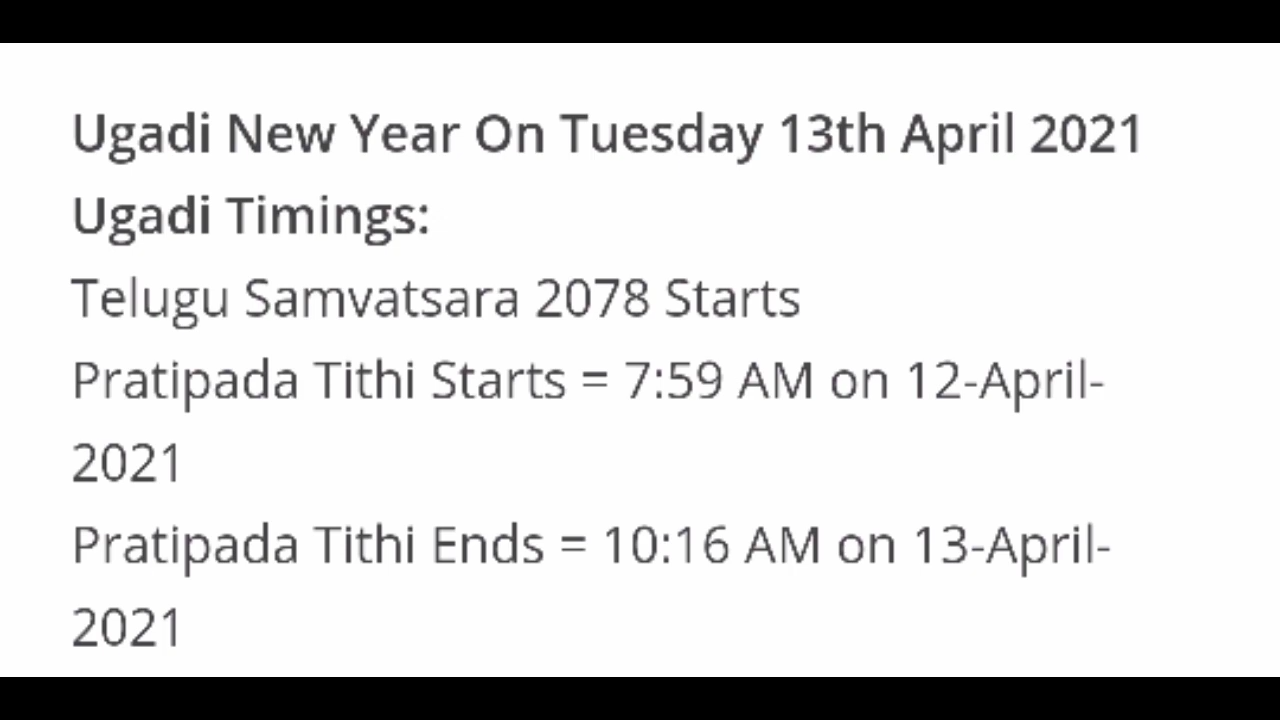 Ugadi New Year On Tuesday 13th April 2021
Ugadi Timings:
Telugu Samvatsara 2078 Starts
Pratipada Tithi Starts = 7:59 AM on 12-April-
2021
Pratipada Tithi Ends = 10:16 AM on 13-April-
2021